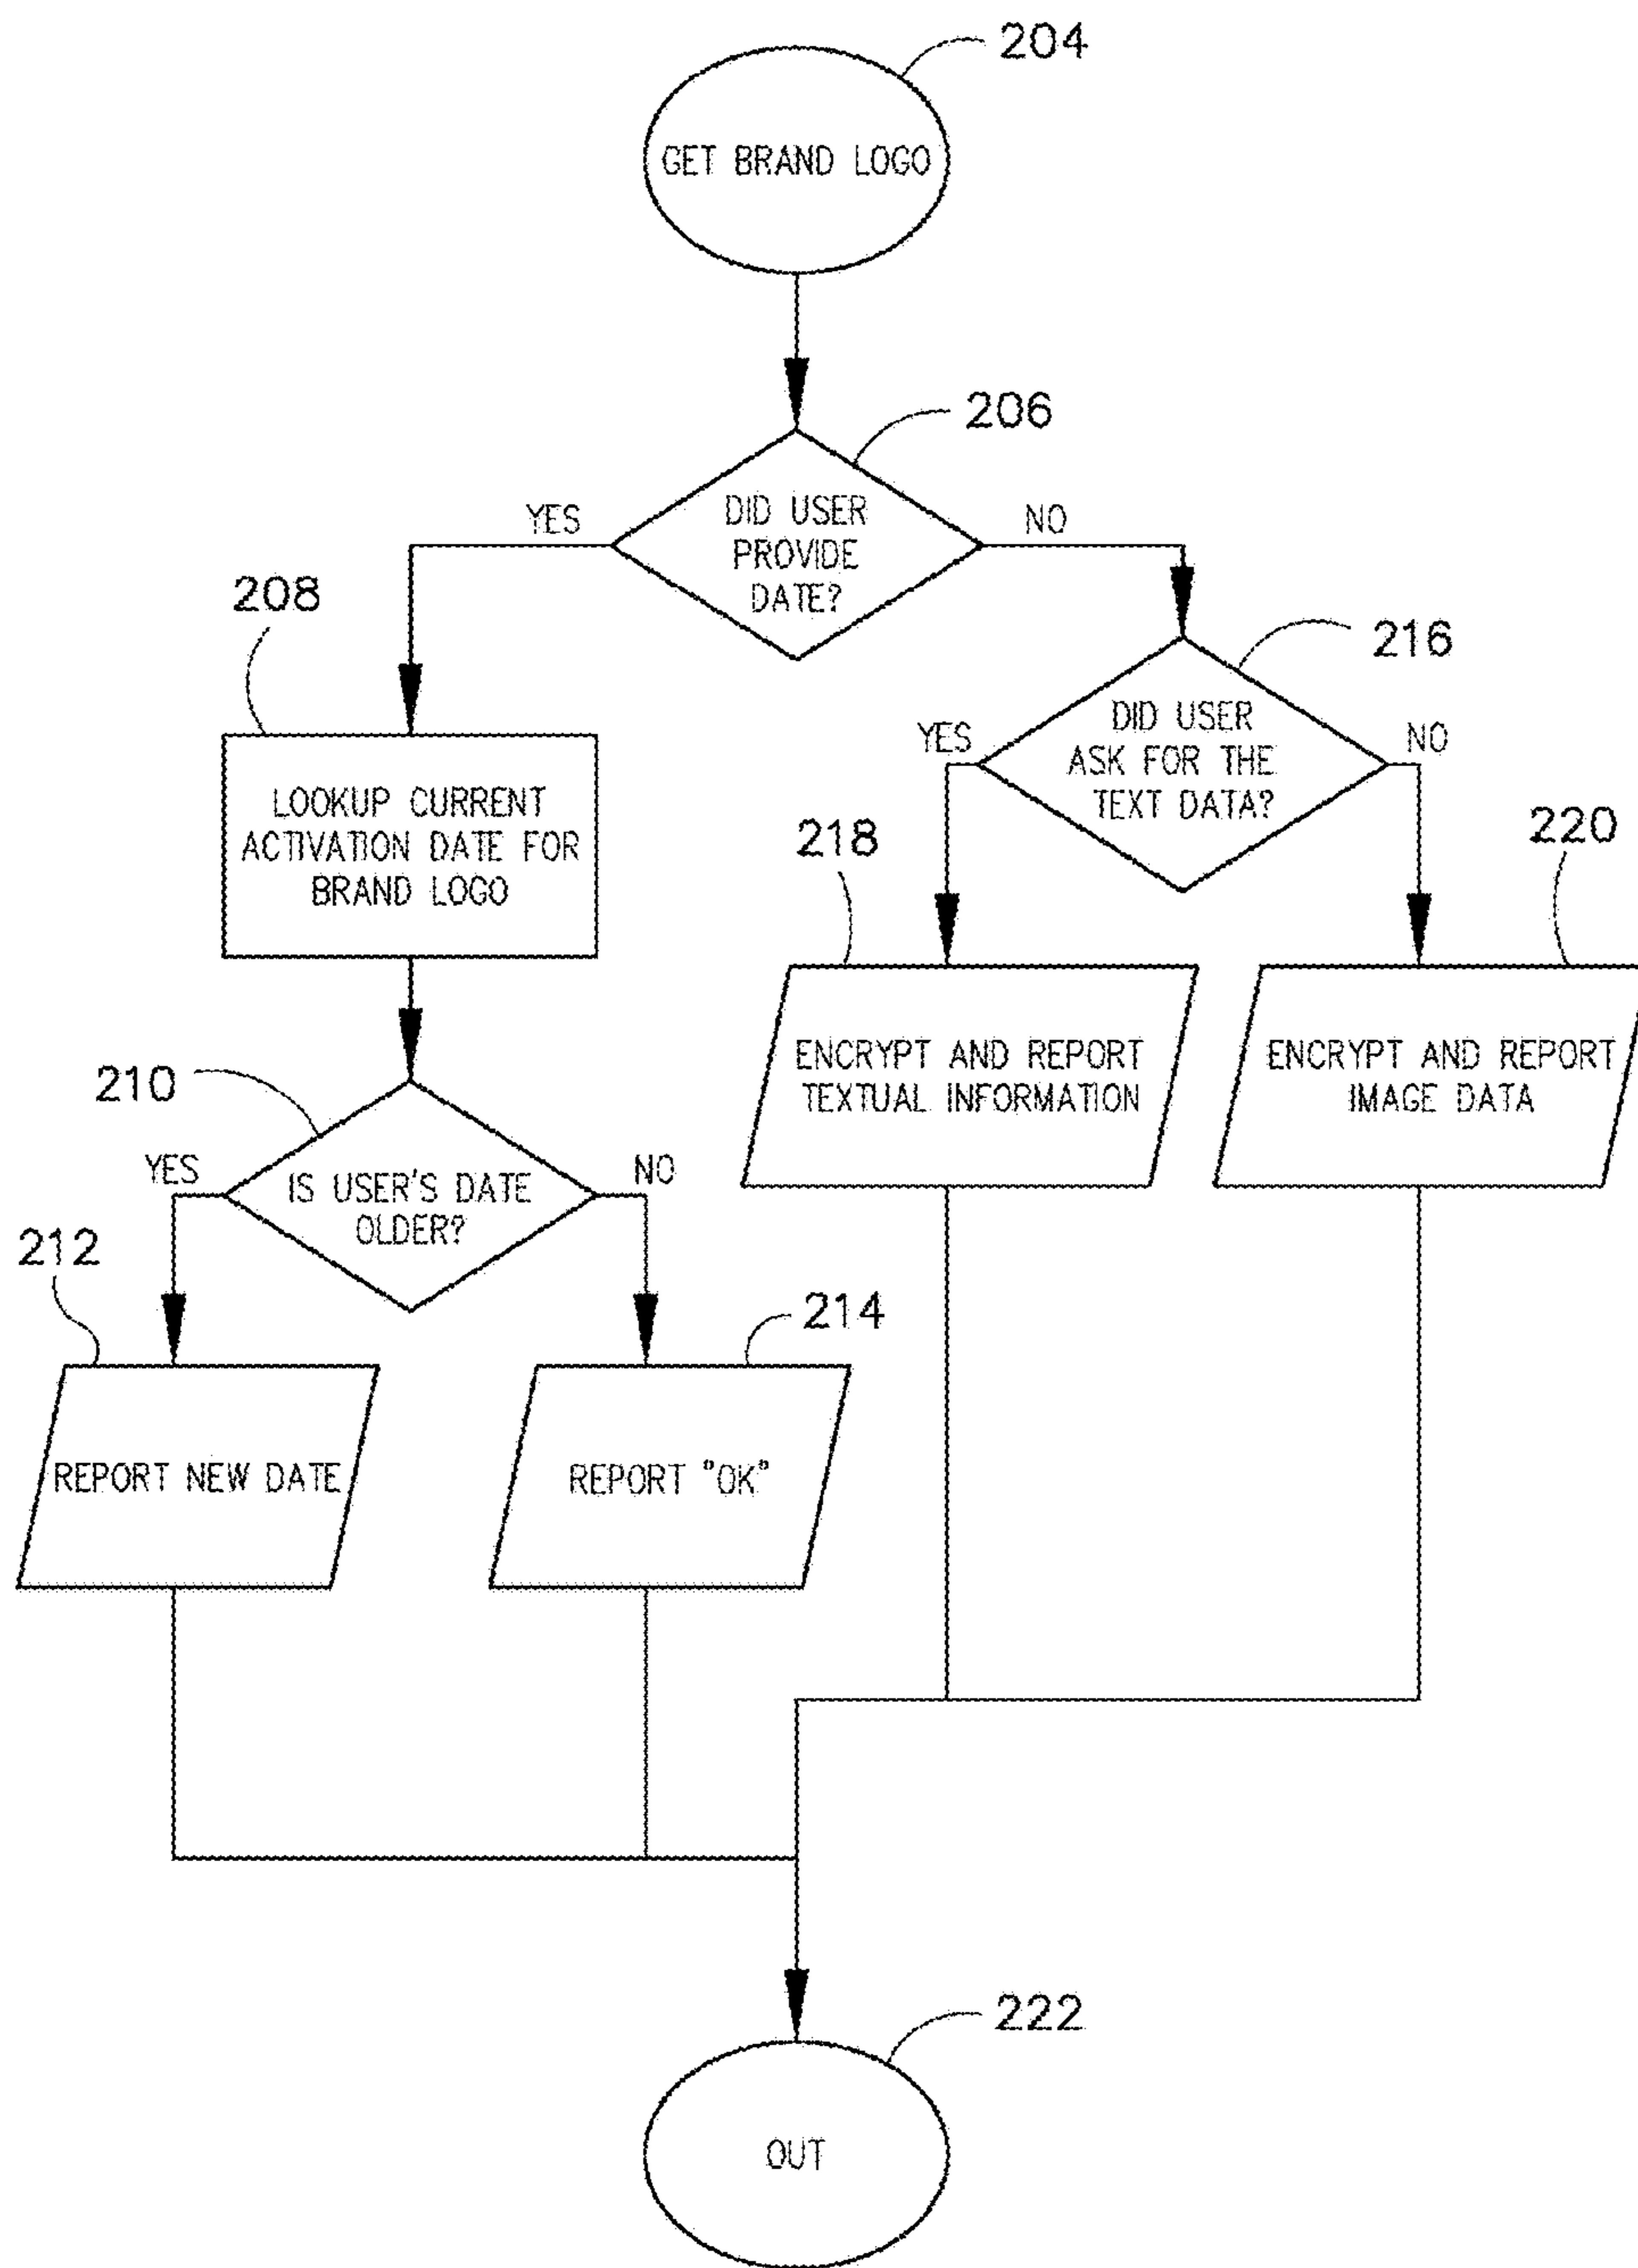 204
GET BRAND LOGO
206
YES
DID USER
PROVIDE
DATE?
NO
208
216
LOOKUP CURRENT
ACTIVATION DATE FOR
BRAND LOGO
YES
DID USER
ASK FOR THE
TEXT DATA?
NO
218
220
210
ENCRYPT AND REPORT
TEXTUAL INFORMATION
ENCRYPT AND REPORT
IMAGE DATA
YES
IS USER'S DATE
OLDER?
NO
212
214
REPORT NEW DATE
REPORT "OK"
222
OUT